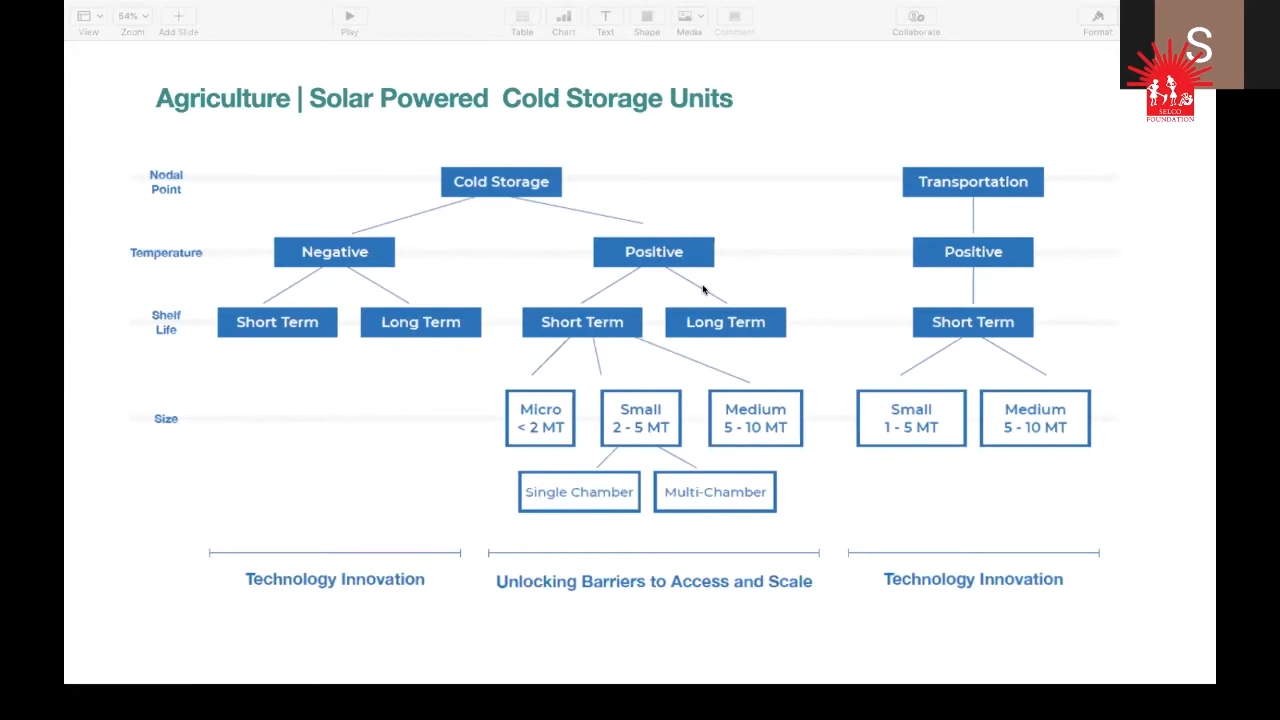 View
54%
Zoom
Add Slide
Play
Table
Chart
Text
Shape
Media
Comment
Collaborate
Format
S
SELCO
FOUNDATION
Agriculture | Solar Powered Cold Storage Units
Nodal
Point
Cold Storage
Transportation
Temperature
Negative
Positive
Positive
Shelf
Life
Short Term
Long Term
Short Term
Long Term
Short Term
Size
Micro
< 2 MT
Small
2 - 5 MT
Medium
5 - 10 MT
Small
1 - 5 MT
Medium
5 - 10 MT
Single Chamber
Multi-Chamber
Technology Innovation
Unlocking Barriers to Access and Scale
Technology Innovation